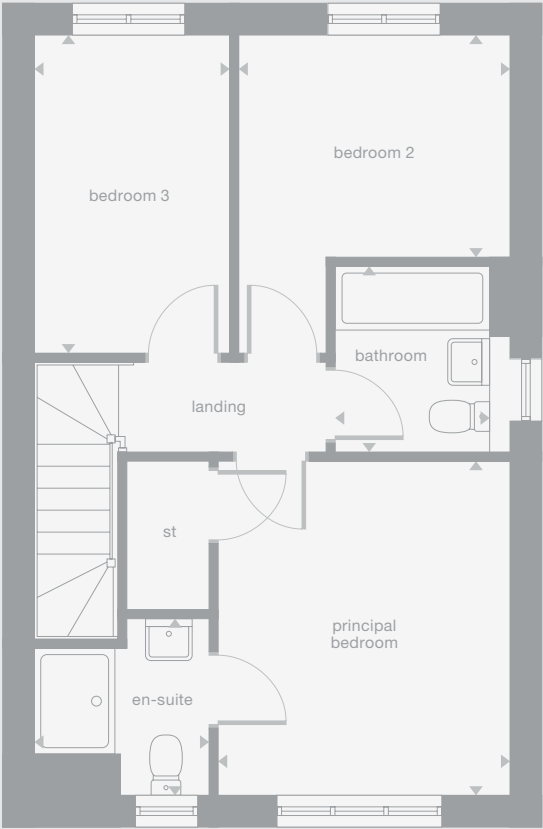 bedroom 2
bedroom 3
bathroom
landing
st
principal
bedroom
en-suite